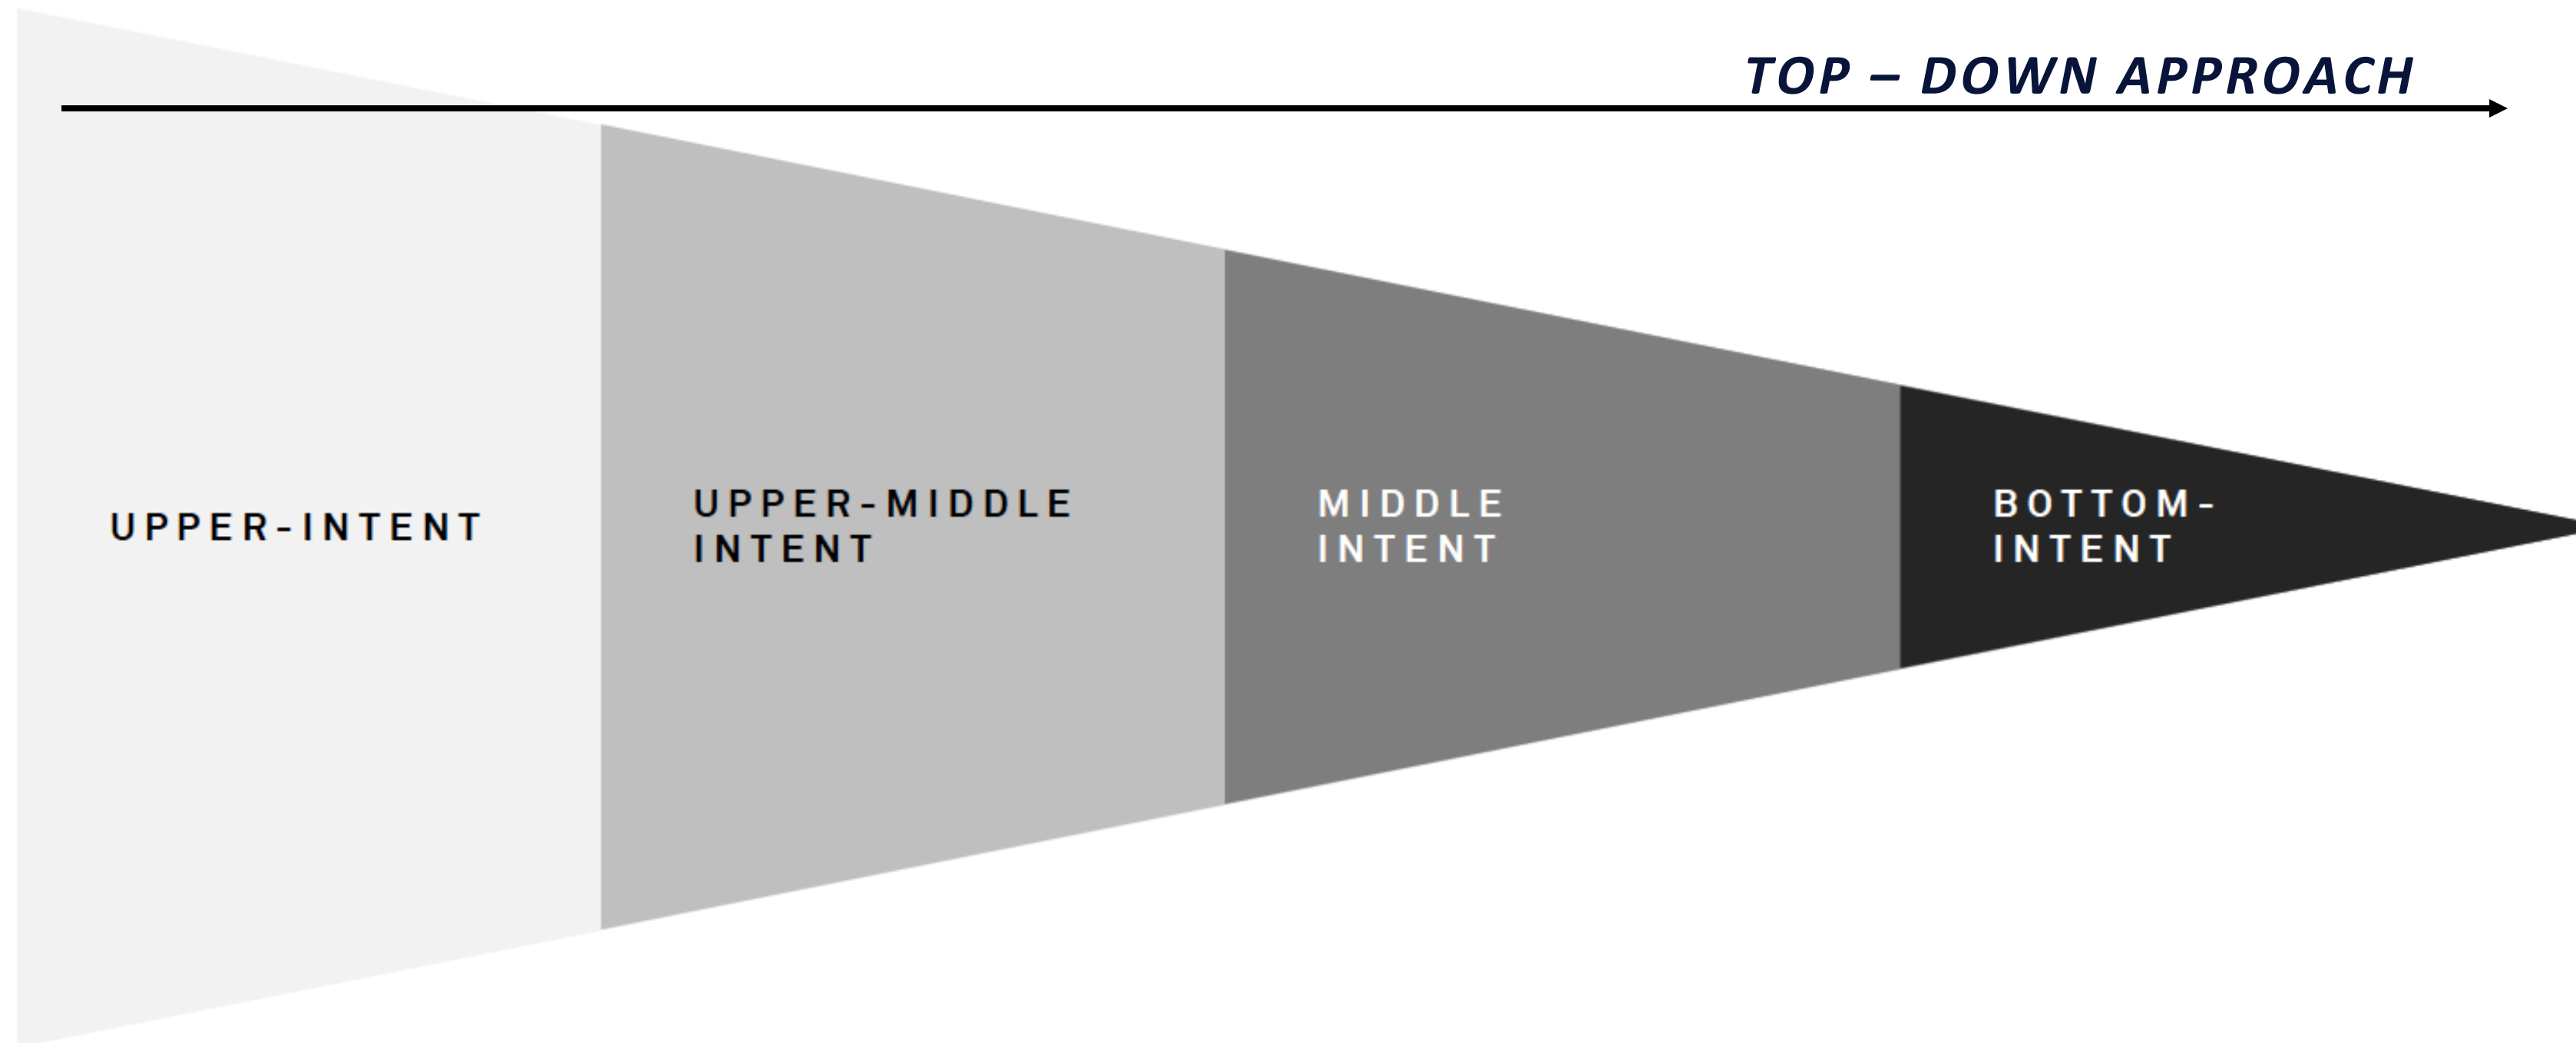 TOP – DOWN APPROACH
UPPER-INTENT
UPPER-MIDDLE
INTENT
MIDDLE
INTENT
BOTTOM-
INTENT